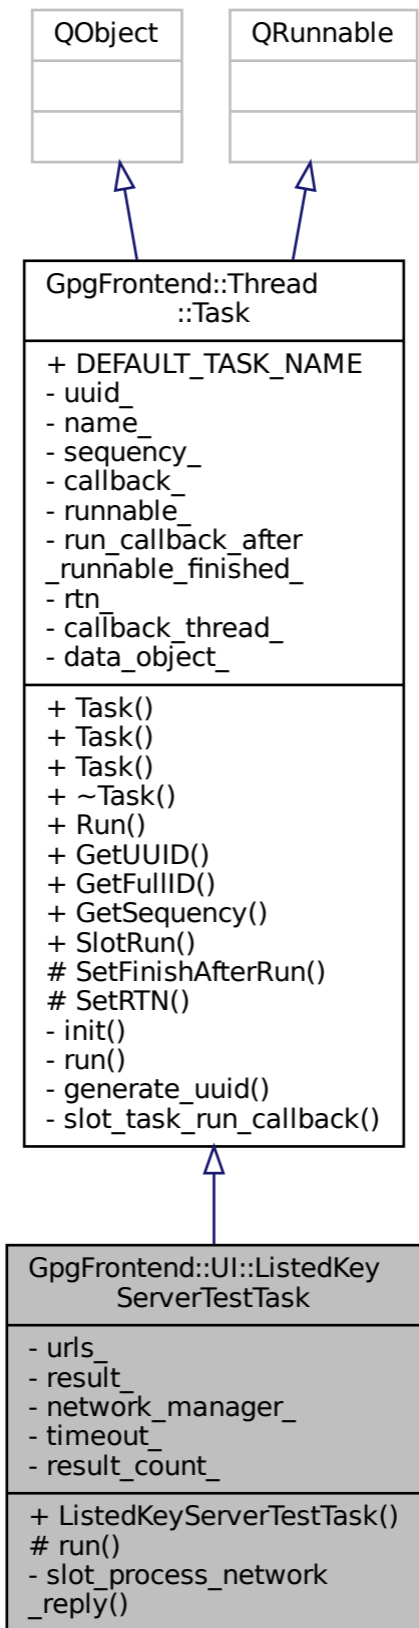 QObject
QRunnable
GpgFrontend::Thread
::Task
+ DEFAULT_TASK_NAME
- uuid_
- name_
- sequency_
- callback_
- runnable_
- run_callback_after
_runnable_finished_
- rtn_
- callback_thread_
- data_object_
+ Task()
+ Task()
+ Task()
+ ~Task()
+ Run()
+ GetUUID()
+ GetFullID()
+ GetSequency()
+ SlotRun()
# SetFinishAfterRun()
# SetRTN()
- init()
- run()
- generate_uuid()
- slot_task_run_callback()
GpgFrontend::UI::ListedKey
ServerTestTask
- urls_
- result_
- network_manager_
- timeout_
- result_count_
+ ListedKeyServerTestTask()
# run()
- slot_process_network
_reply()